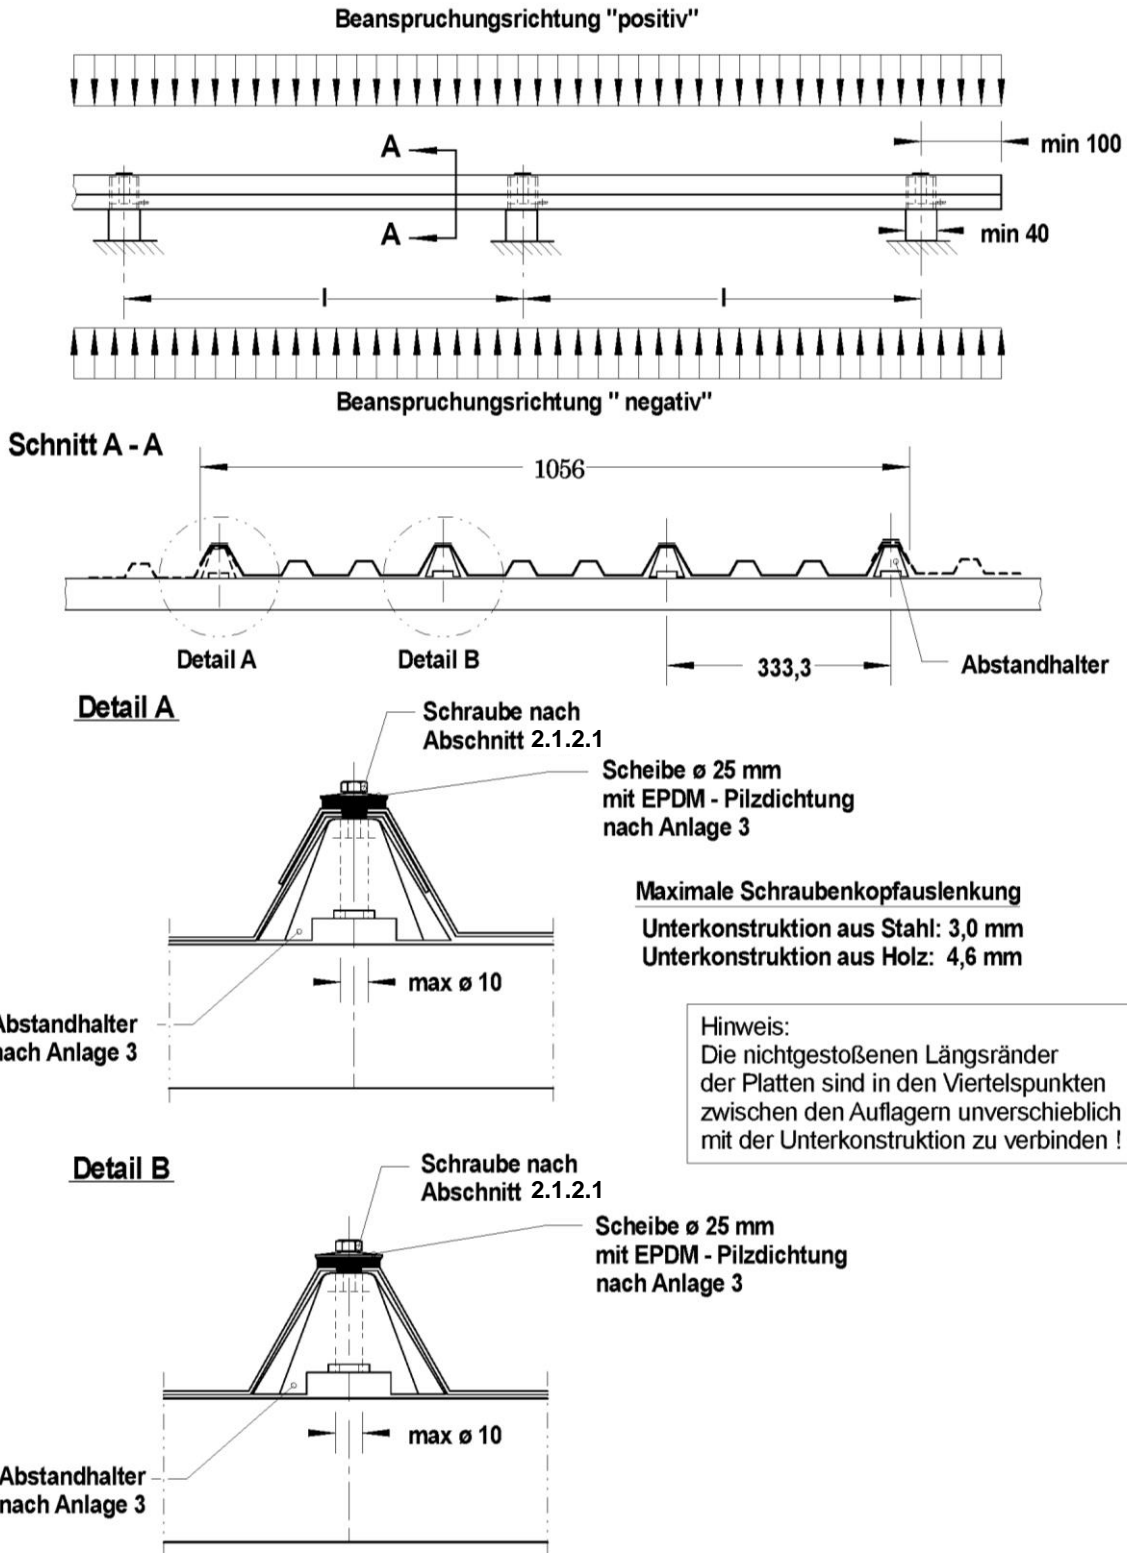 Beanspruchungsrichtung "positiv"
min 100
A
A
min 40
l
l
Beanspruchungsrichtung " negativ"
Schnitt A - A
1056
Detail A
Detail B
333,3
Abstandhalter
Detail A
Schraube nach
Abschnitt 2.1.2.1
Scheibe ø 25 mm
mit EPDM - Pilzdichtung
nach Anlage 3
Maximale Schraubenkopfauslenkung
Unterkonstruktion aus Stahl: 3,0 mm
Unterkonstruktion aus Holz: 4,6 mm
max ø 10
Abstandhalter
nach Anlage 3
Hinweis:
Die nichtgestoßenen Längsränder
der Platten sind in den Viertelspunkten
zwischen den Auflagern unverschieblich
mit der Unterkonstruktion zu verbinden !
Detail B
Schraube nach
Abschnitt 2.1.2.1
Scheibe ø 25 mm
mit EPDM - Pilzdichtung
nach Anlage 3
max ø 10
Abstandhalter
nach Anlage 3